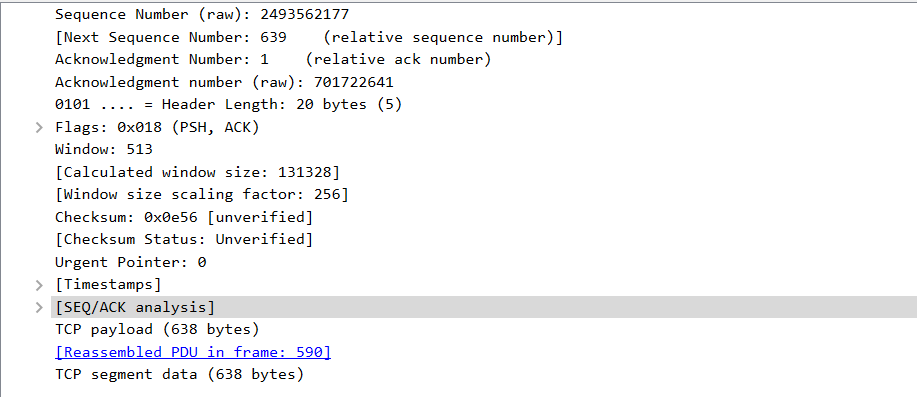 Sequence Number (raw): 2493562177
[Next Sequence Number: 639    (relative sequence number)]
Acknowledgment Number: 1    (relative ack number)
Acknowledgment number (raw): 701722641
0101 .... = Header Length: 20 bytes (5)
Flags: 0x018 (PSH, ACK)
Window: 513
[Calculated window size: 131328]
[Window size scaling factor: 256]
Checksum: 0x0e56 [unverified]
[Checksum Status: Unverified]
Urgent Pointer: 0
[Timestamps]
[SEQ/ACK analysis]
TCP payload (638 bytes)
[Reassembled PDU in frame: 590]
TCP segment data (638 bytes)